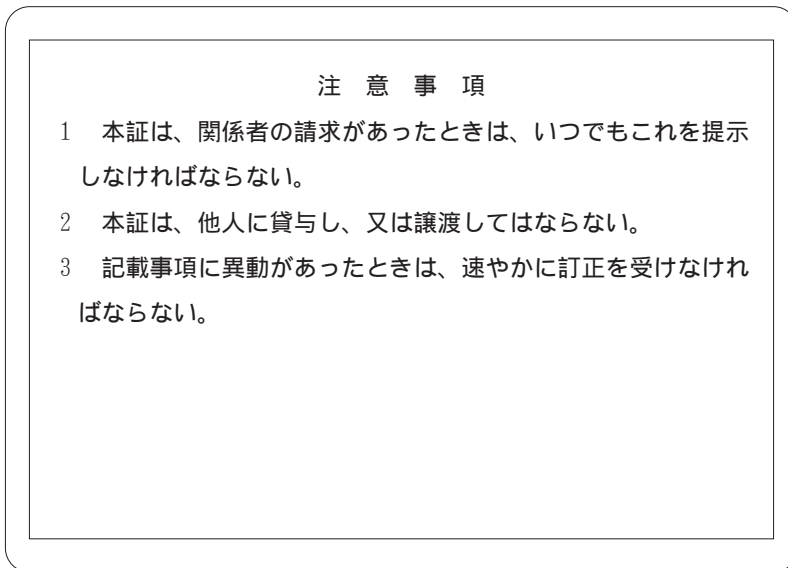 注　意　事　項
1　本証は、関係者の請求があったときは、いつでもこれを提示
しなければならない。
2　本証は、他人に貸与し、又は譲渡してはならない。
3　記載事項に異動があったときは、速やかに訂正を受けなけれ
ばならない。